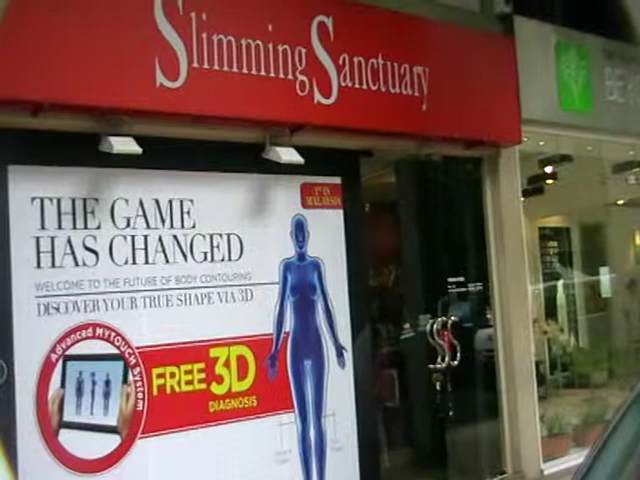 Slimming Sanctuary
BE
1ST IN
MALAYSIA
THE GAME
HAS CHANGED
WELCOME TO THE FUTURE OF BODY CONTOURING
DISCOVER YOUR TRUE SHAPE VIA 3D
Advanced MYTOUCH System
FREE 3D
DIAGNOSIS